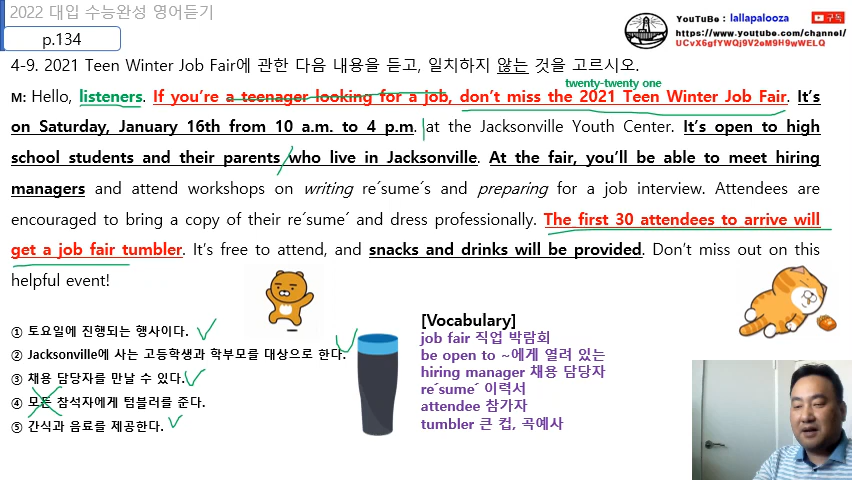 2022 대입 수능완성 영어듣기
p.134
YouTuBe : lallapalooza
구독
https://www.youtube.com/channel/
UCvX6gfYWQj9V2eM9H9wWELQ
4-9. 2021 Teen Winter Job Fair에 관한 다음 내용을 듣고, 일치하지 않는 것을 고르시오.
twenty-twenty one
M: Hello, listeners. If you're a teenager looking for a job, don't miss the 2021 Teen Winter Job Fair. It's
on Saturday, January 16th from 10 a.m. to 4 p.m. at the Jacksonville Youth Center. It's open to high
school students and their parents who live in Jacksonville. At the fair, you'll be able to meet hiring
managers and attend workshops on writing re´sume´s and preparing for a job interview. Attendees are
encouraged to bring a copy of their re´sume´ and dress professionally. The first 30 attendees to arrive will
get a job fair tumbler. It's free to attend, and snacks and drinks will be provided. Don't miss out on this
helpful event!
① 토요일에 진행되는 행사이다.
② Jacksonville에 사는 고등학생과 학부모를 대상으로 한다.
③ 채용 담당자를 만날 수 있다.
④ 모든 참석자에게 텀블러를 준다.
⑤ 간식과 음료를 제공한다.
[Vocabulary]
job fair 직업 박람회
be open to ~에게 열려 있는
hiring manager 채용 담당자
re´sume´ 이력서
attendee 참가자
tumbler 큰 컵, 곡예사